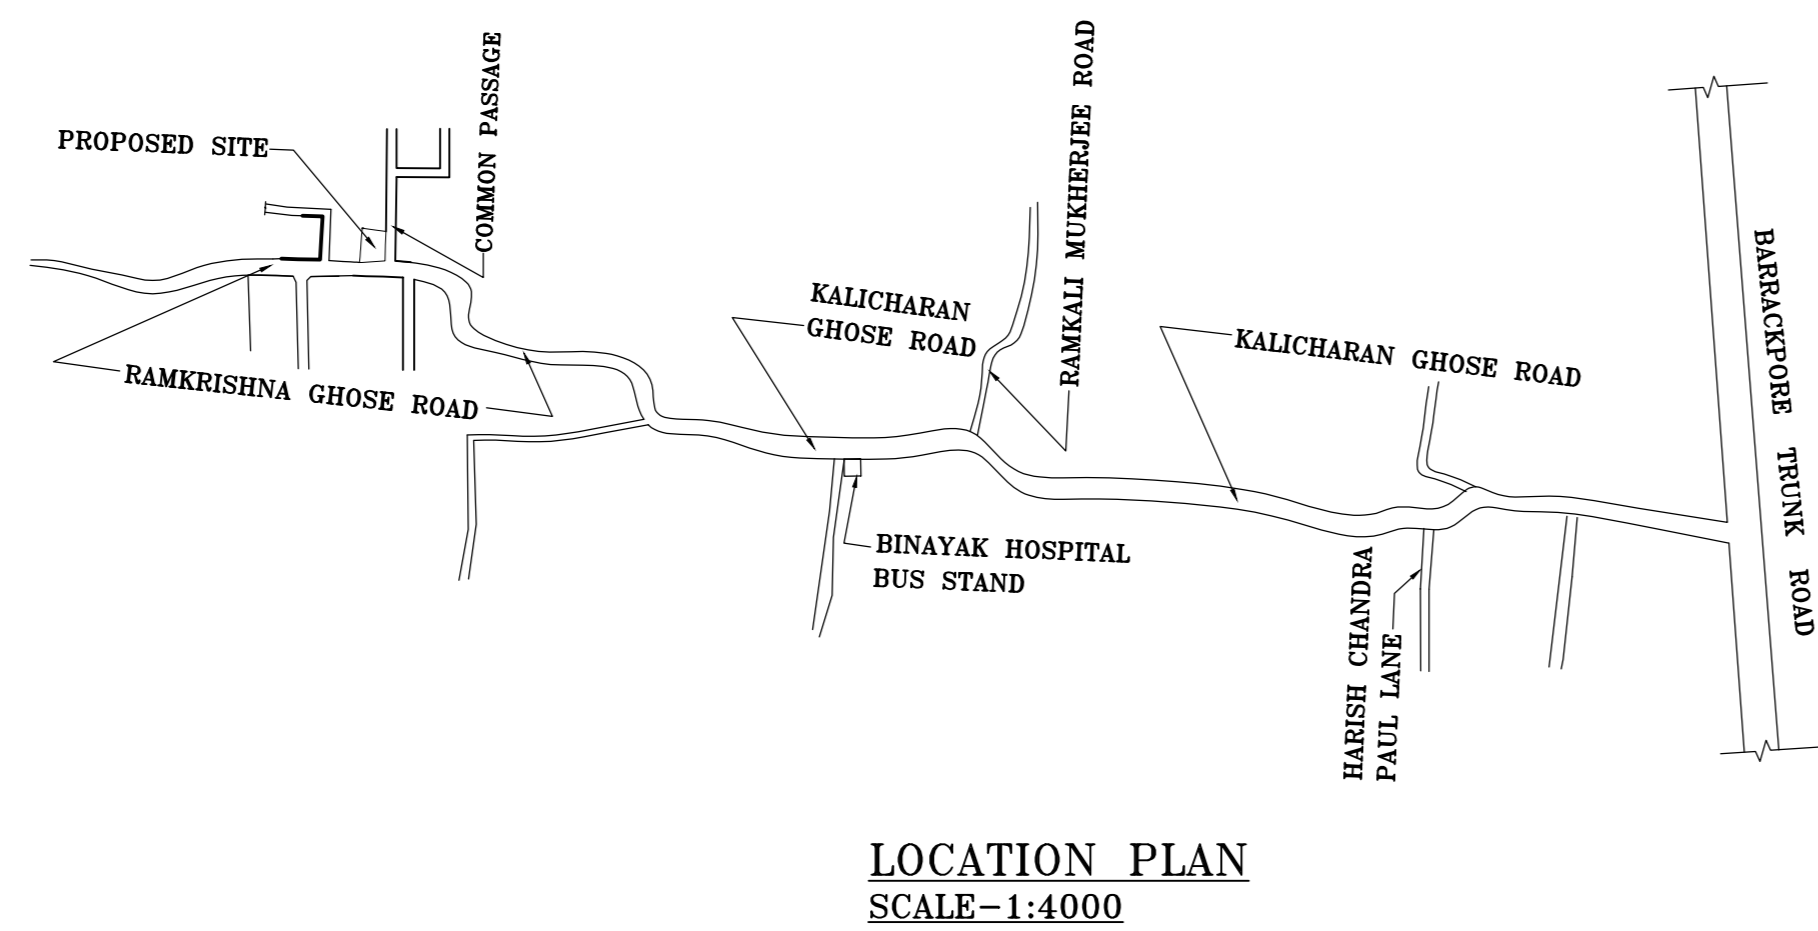 PROPOSED SITE
COMMON PASSAGE
RAMKRISHNA GHOSE ROAD
KALICHARAN
GHOSE ROAD
RAMKALI MUKHERJEE ROAD
KALICHARAN GHOSE ROAD
BARRACKPORE TRUNK ROAD
BINAYAK HOSPITAL
BUS STAND
HARISH CHANDRA
PAUL LANE
LOCATION PLAN
SCALE-1:4000